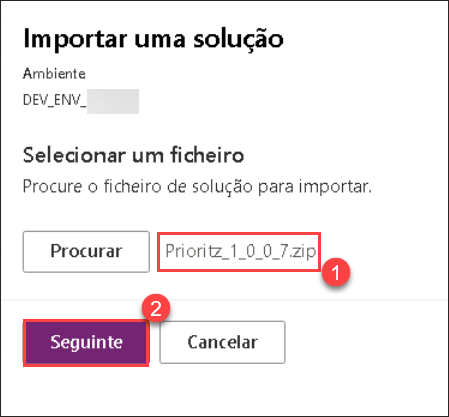 Importar uma solução
Ambiente
DEV_ENV_
Selecionar um ficheiro
Procure o ficheiro de solução para importar.
Procurar Prioritz_1_0_0_7.zip
1
2
Seguinte Cancelar